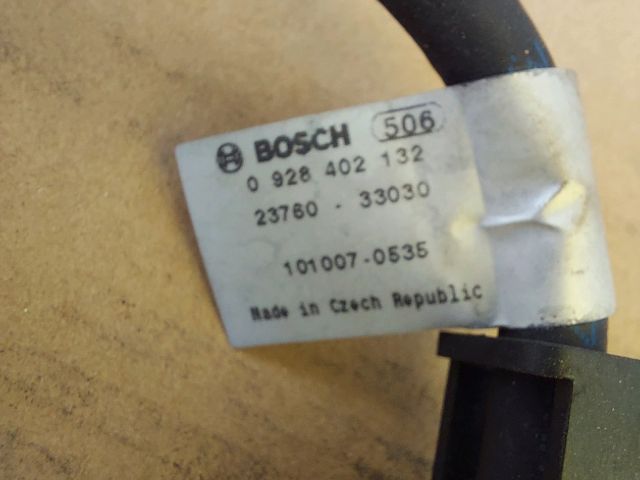 BOSCH 506
0 928 402 132
23760 - 33030
101007-0535
Made in Czech Republic